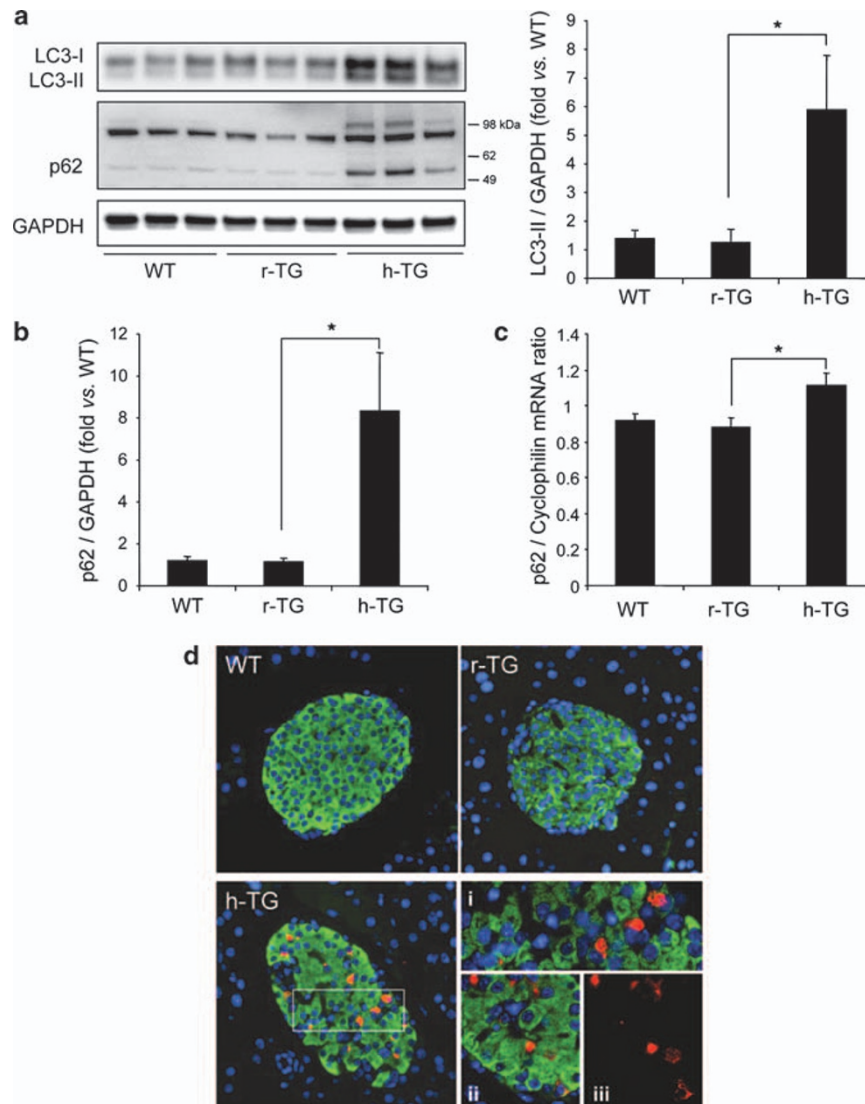 a
LC3-I
LC3-II
98 kDa
62
p62
49
GAPDH
WT r-TG h-TG
LC3-II / GAPDH (fold vs. WT)
9
8
7
6
5
4
3
2
1
0
*
WT r-TG h-TG
b
p62 / GAPDH (fold vs. WT)
12
10
8
6
4
2
0
*
WT r-TG h-TG
c
p62 / Cyclophilin mRNA ratio
1.4
1.2
1
0.8
0.6
0.4
0.2
0
*
WT r-TG h-TG
d
WT
r-TG
h-TG
i
ii
iii